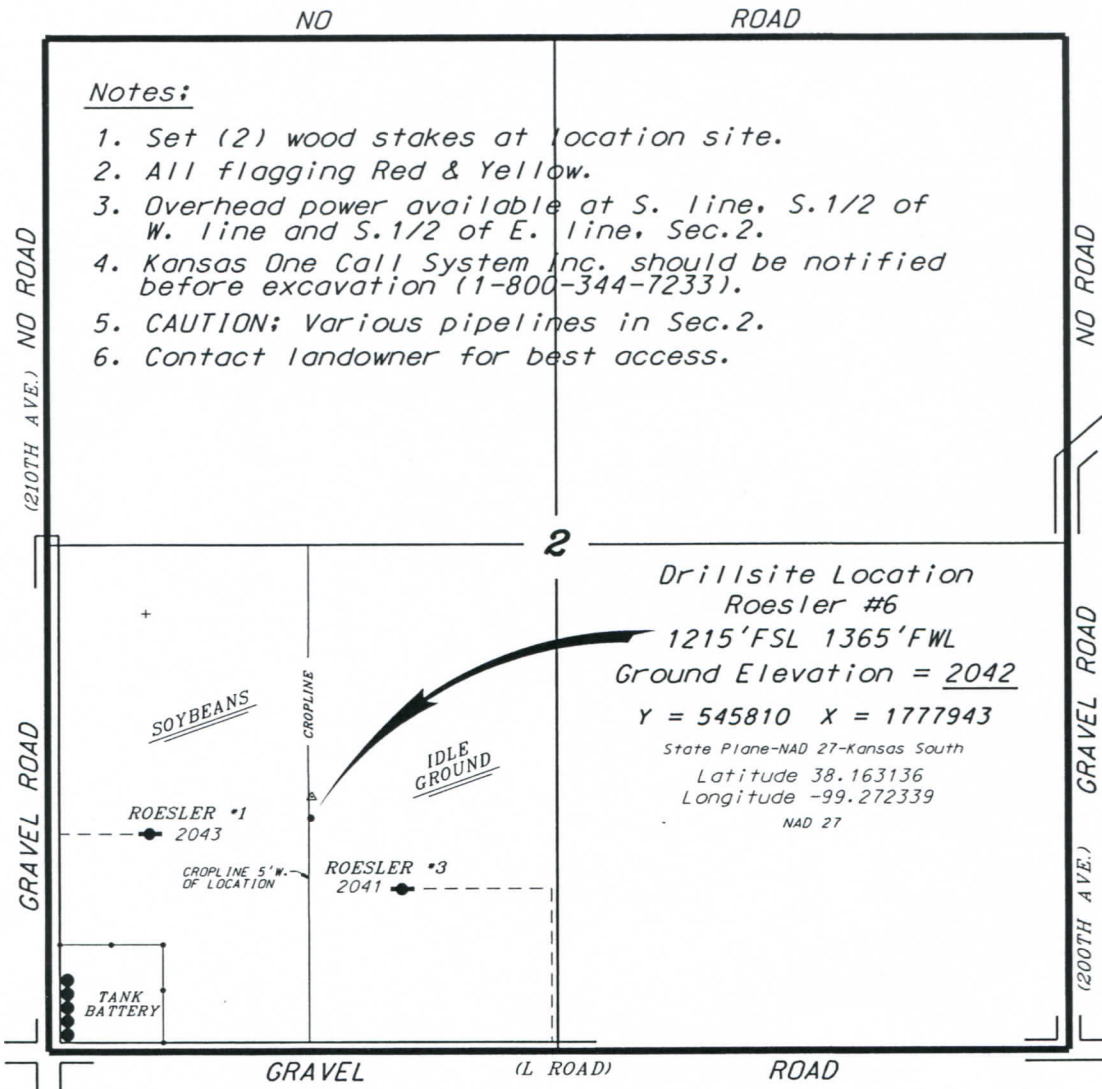 NO ROAD
Notes:
1. Set (2) wood stakes at location site.
2. All flagging Red & Yellow.
3. Overhead power available at S. line, S.1/2 of
W. line and S.1/2 of E. line, Sec.2.
4. Kansas One Call System Inc. should be notified
before excavation (1-800-344-7233).
5. CAUTION: Various pipelines in Sec.2.
6. Contact landowner for best access.
NO ROAD
(210TH AVE.)
GRAVEL ROAD
NO ROAD
GRAVEL ROAD
(200TH AVE.)
2
Drillsite Location
Roesler #6
1215'FSL 1365'FWL
Ground Elevation = 2042
Y = 545810 X = 1777943
State Plane-NAD 27-Kansas South
Latitude 38.163136
Longitude -99.272339
NAD 27
SOYBEANS
CROPLINE
IDLE
GROUND
ROESLER #1
2043
CROPLINE 5'W.
OF LOCATION
ROESLER #3
2041
TANK
BATTERY
GRAVEL (L ROAD) ROAD